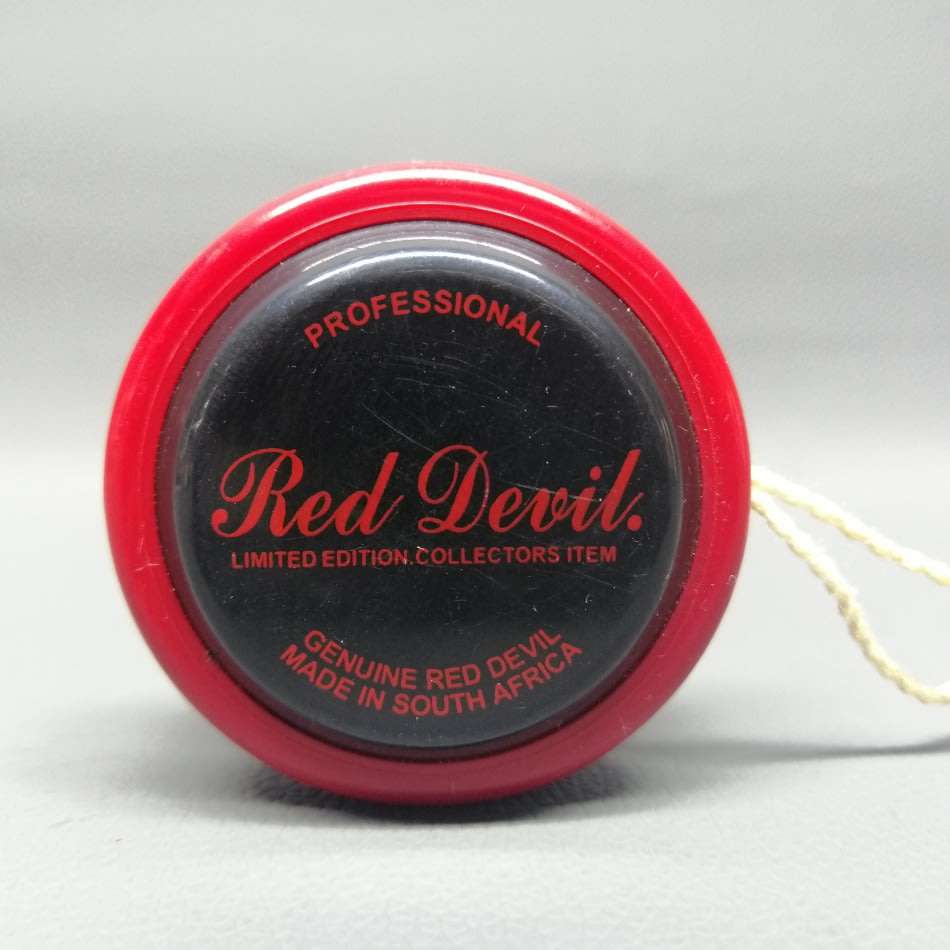 PROFESSIONAL
Red Devil.
LIMITED EDITION.COLLECTORS ITEM
GENUINE RED DEVIL
MADE IN SOUTH AFRICA